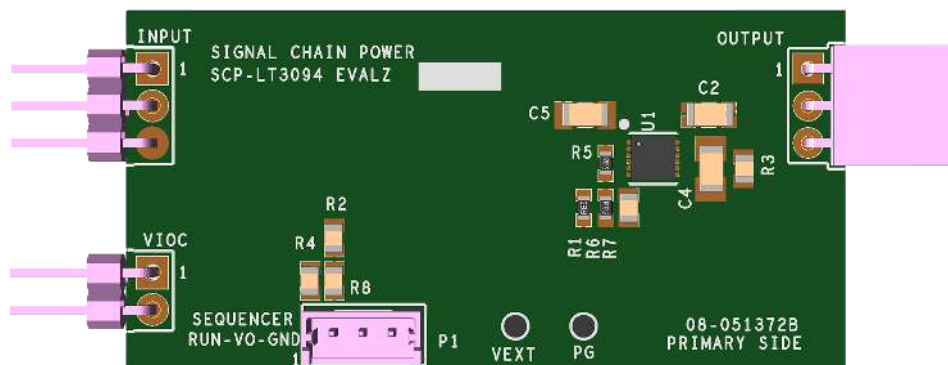 INPUT
1
SIGNAL CHAIN POWER
SCP-LT3094 EVALZ
OUTPUT
1
C5
U1
C2
R5
C4
R3
R1
R6
R7
R2
R4
R8
VIOC
1
SEQUENCER
RUN-VO-GND
1
P1
VEXT
PG
08-051372B
PRIMARY SIDE